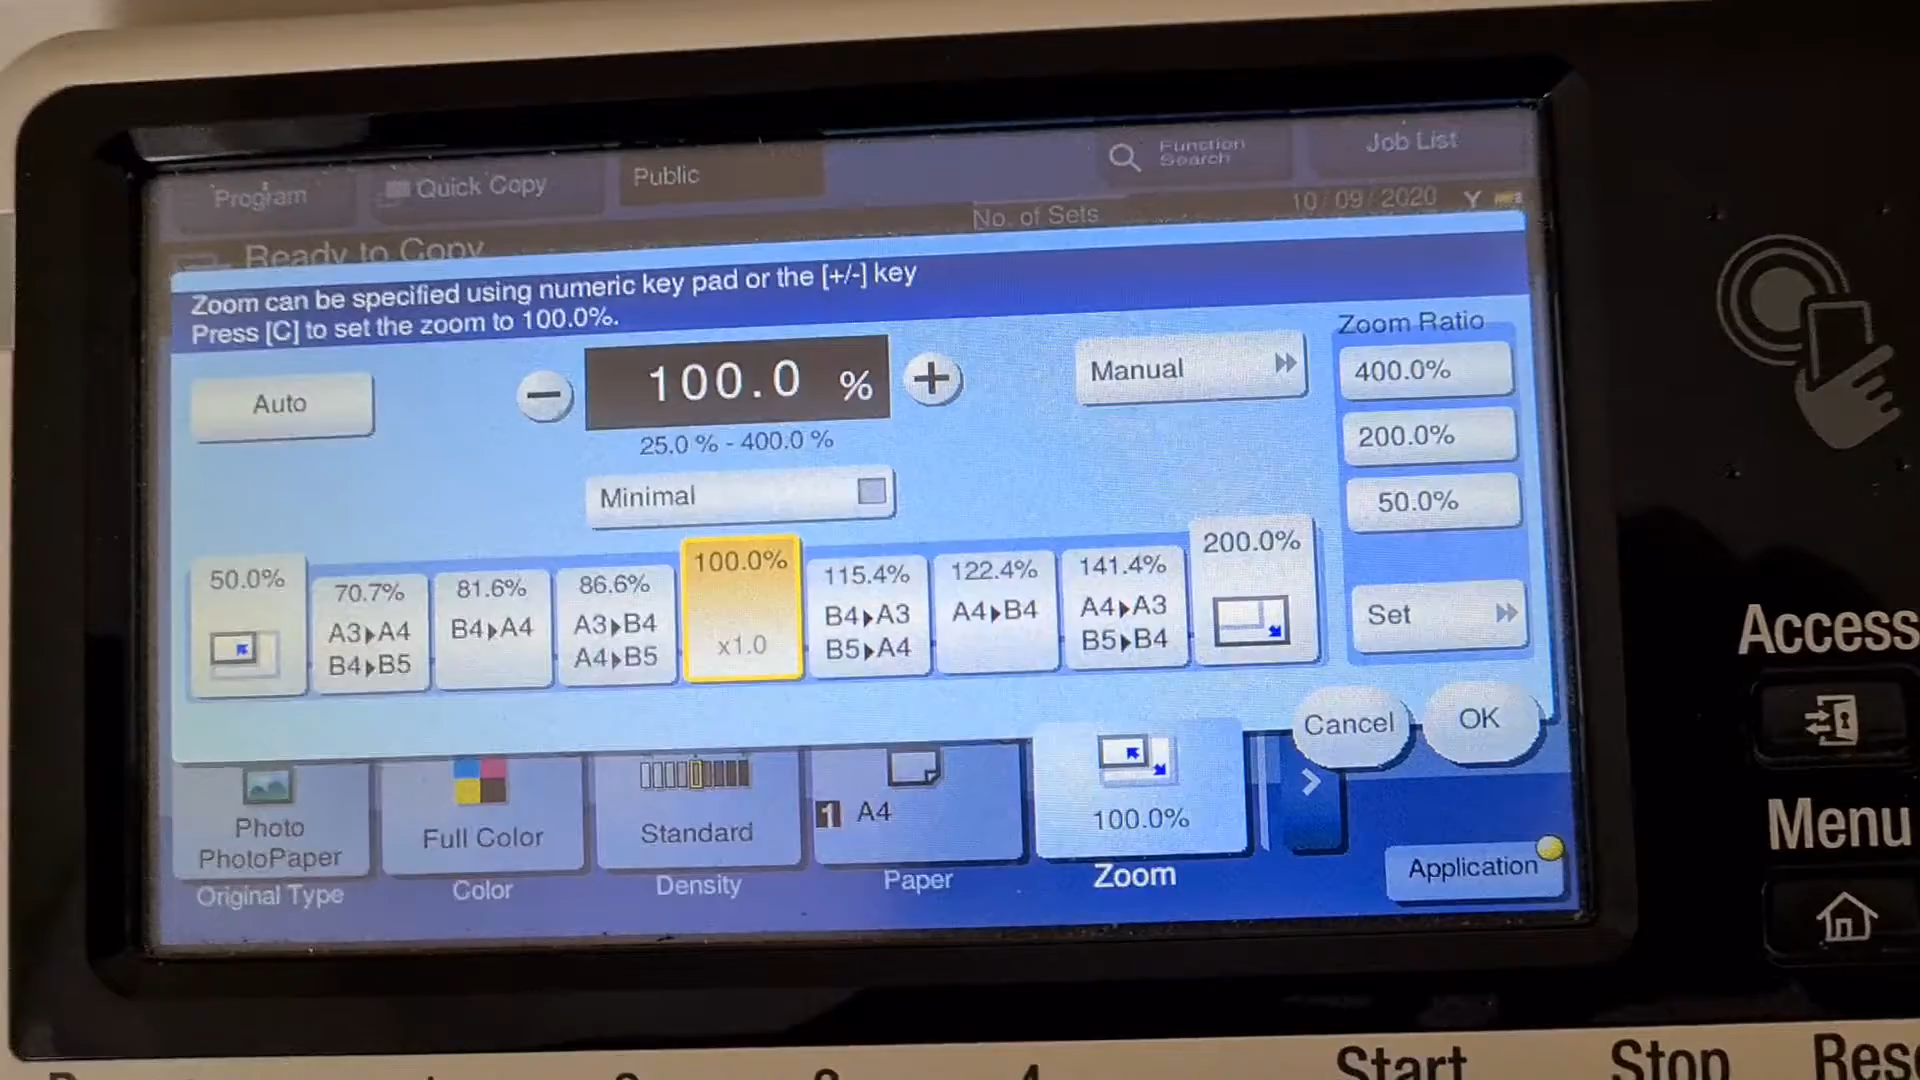 Program
Quick Copy
Public
Function Search
Job List
10/09/2020
No. of Sets
Ready to Copy
Zoom can be specified using numeric key pad or the [+/-] key
Press [C] to set the zoom to 100.0%.
Zoom Ratio
Auto
100.0 %
Manual
400.0%
25.0 % - 400.0 %
200.0%
Minimal
50.0%
50.0%
70.7%
A3▸A4
B4▸B5
81.6%
B4▸A4
86.6%
A3▸B4
A4▸B5
100.0%
x1.0
115.4%
B4▸A3
B5▸A4
122.4%
A4▸B4
141.4%
A4▸A3
B5▸B4
200.0%
Set
Cancel
OK
Photo
PhotoPaper
Original Type
Full Color
Color
Standard
Density
1 A4
Paper
100.0%
Zoom
Application
Access
Menu
Start
Stop